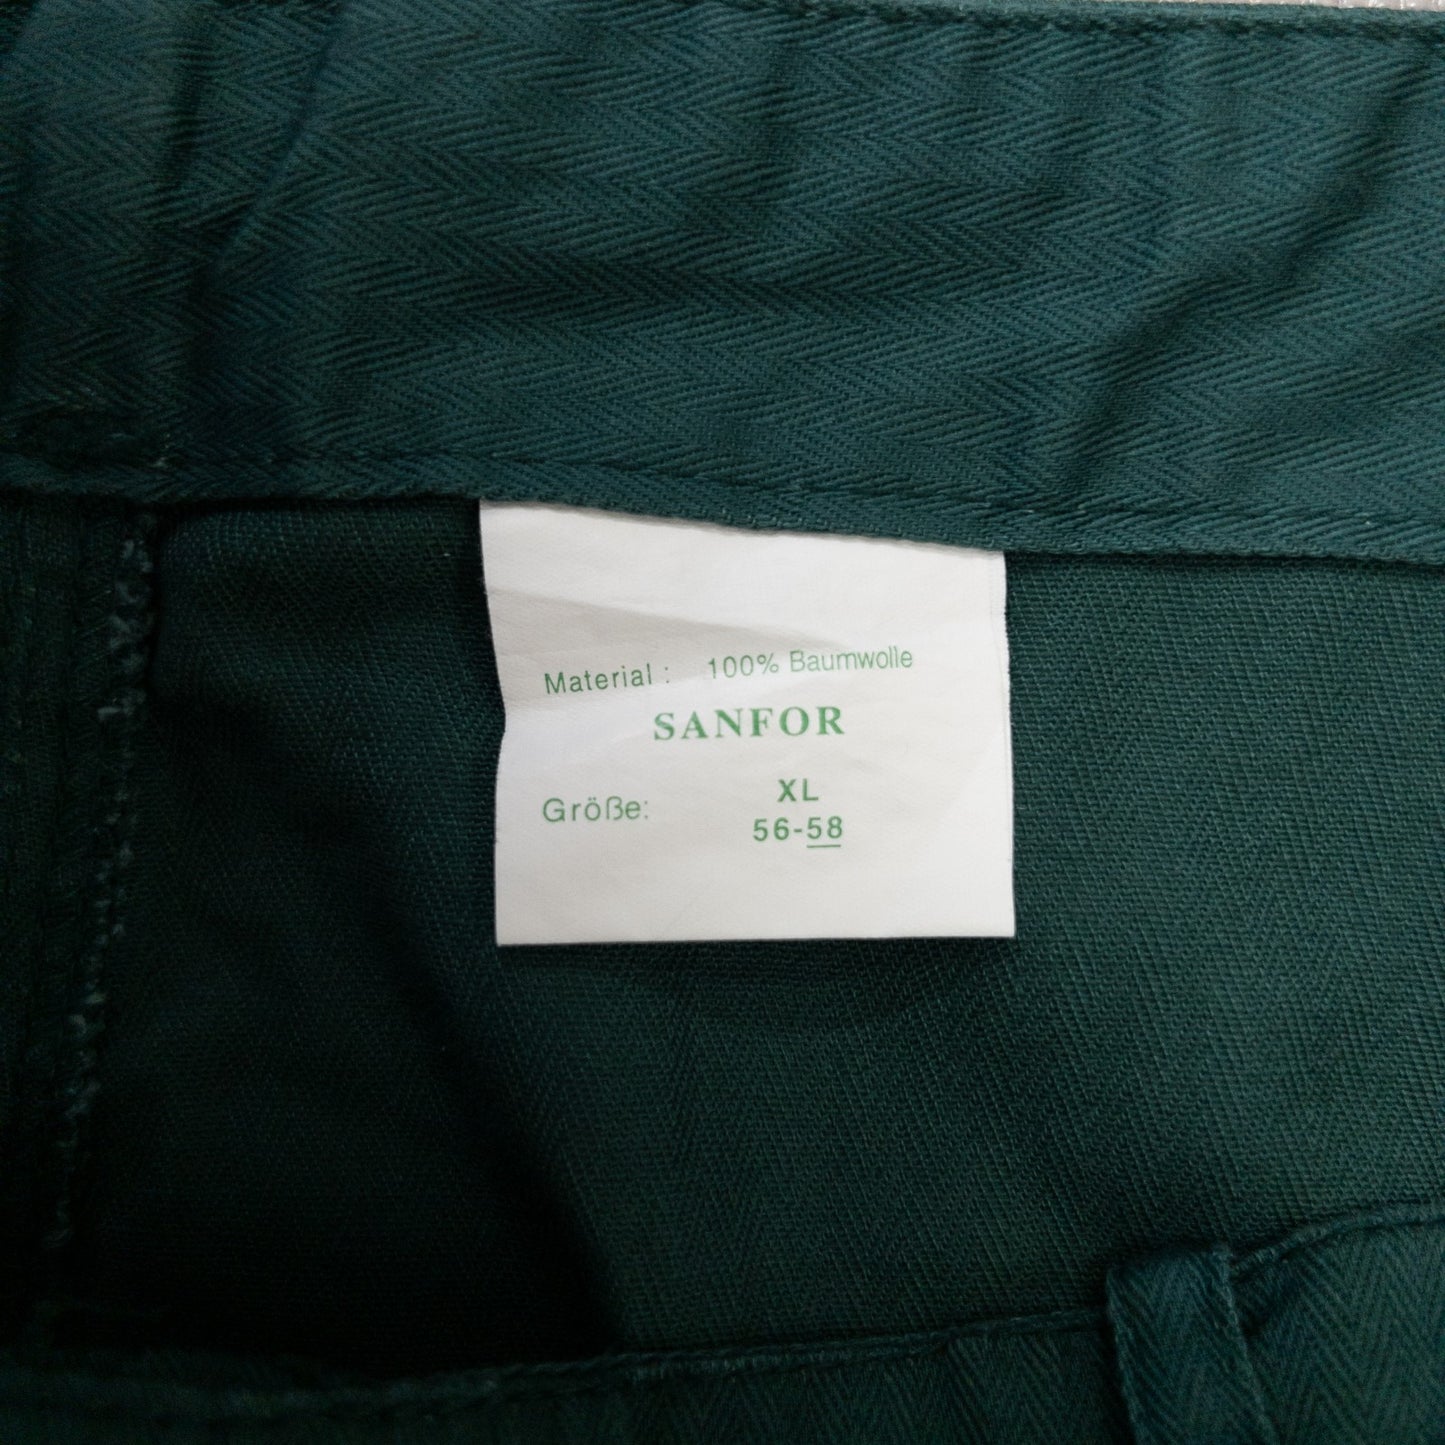 Material : 100% Baumwolle
SANFOR
Größe: XL
56-58